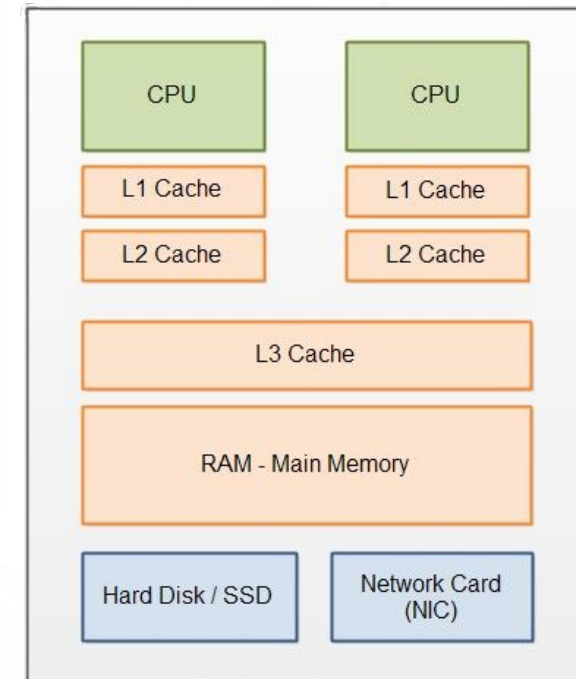 CPU
CPU
L1 Cache
L1 Cache
L2 Cache
L2 Cache
L3 Cache
RAM - Main Memory
Hard Disk / SSD
Network Card
(NIC)